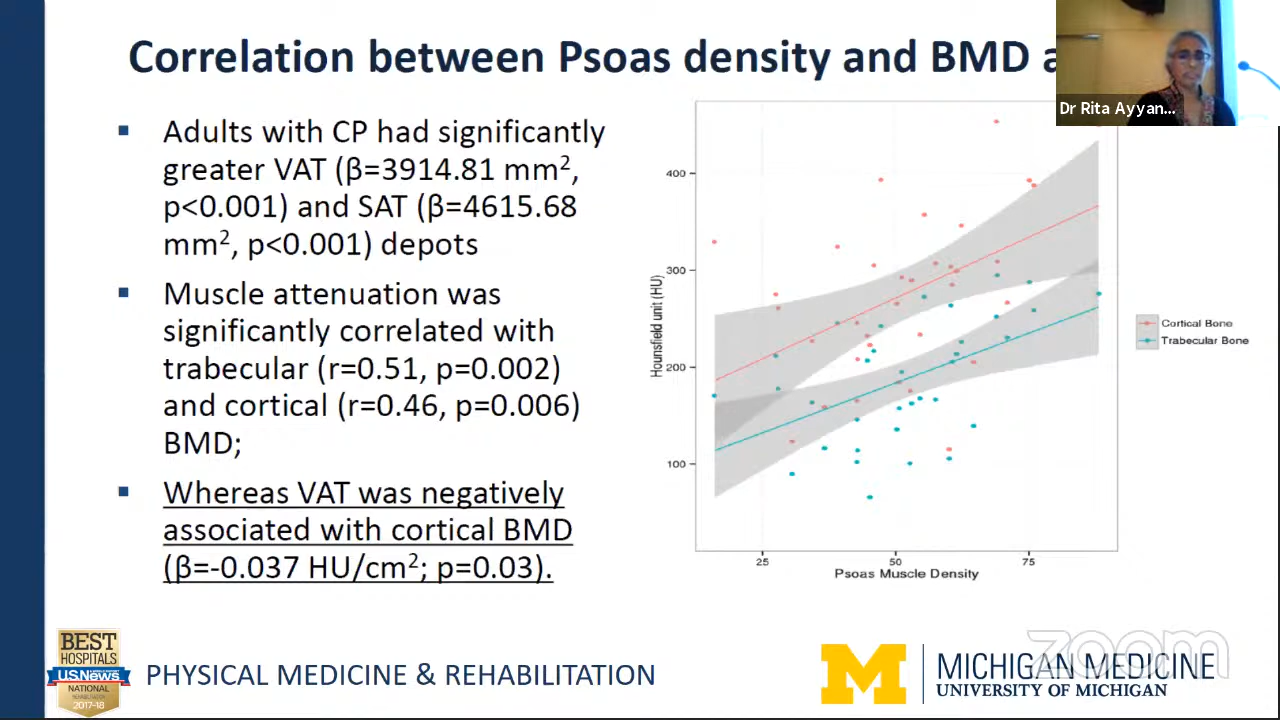 Correlation between Psoas density and BMD a
Dr Rita Ayyan...
Adults with CP had significantly
greater VAT (β=3914.81 mm²,
p<0.001) and SAT (β=4615.68
mm², p<0.001) depots
Muscle attenuation was
significantly correlated with
trabecular (r=0.51, p=0.002)
and cortical (r=0.46, p=0.006)
BMD;
Whereas VAT was negatively
associated with cortical BMD
(β=-0.037 HU/cm²; p=0.03).
Hounsfield unit (HU)
400
300
200
100
25 50 75
Psoas Muscle Density
Cortical Bone
Trabecular Bone
BEST
HOSPITALS
U.S.News
NATIONAL
REHABILITATION
2017-18
PHYSICAL MEDICINE & REHABILITATION
M
MICHIGAN MEDICINE
UNIVERSITY OF MICHIGAN
zoom